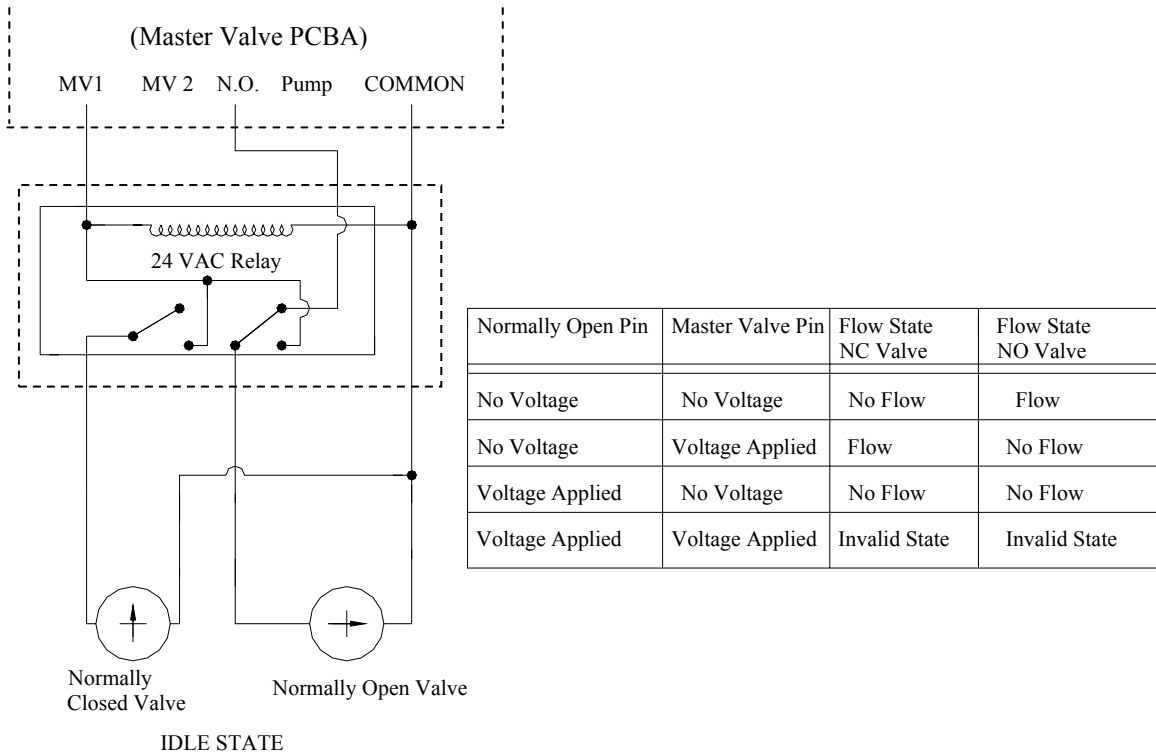 (Master Valve PCBA)
MV1 MV 2 N.O. Pump COMMON
24 VAC Relay
Normally Open Pin Master Valve Pin Flow State NC Valve Flow State NO Valve
No Voltage No Voltage No Flow Flow
No Voltage Voltage Applied Flow No Flow
Voltage Applied No Voltage No Flow No Flow
Voltage Applied Voltage Applied Invalid State Invalid State
Normally
Closed Valve
Normally Open Valve
IDLE STATE